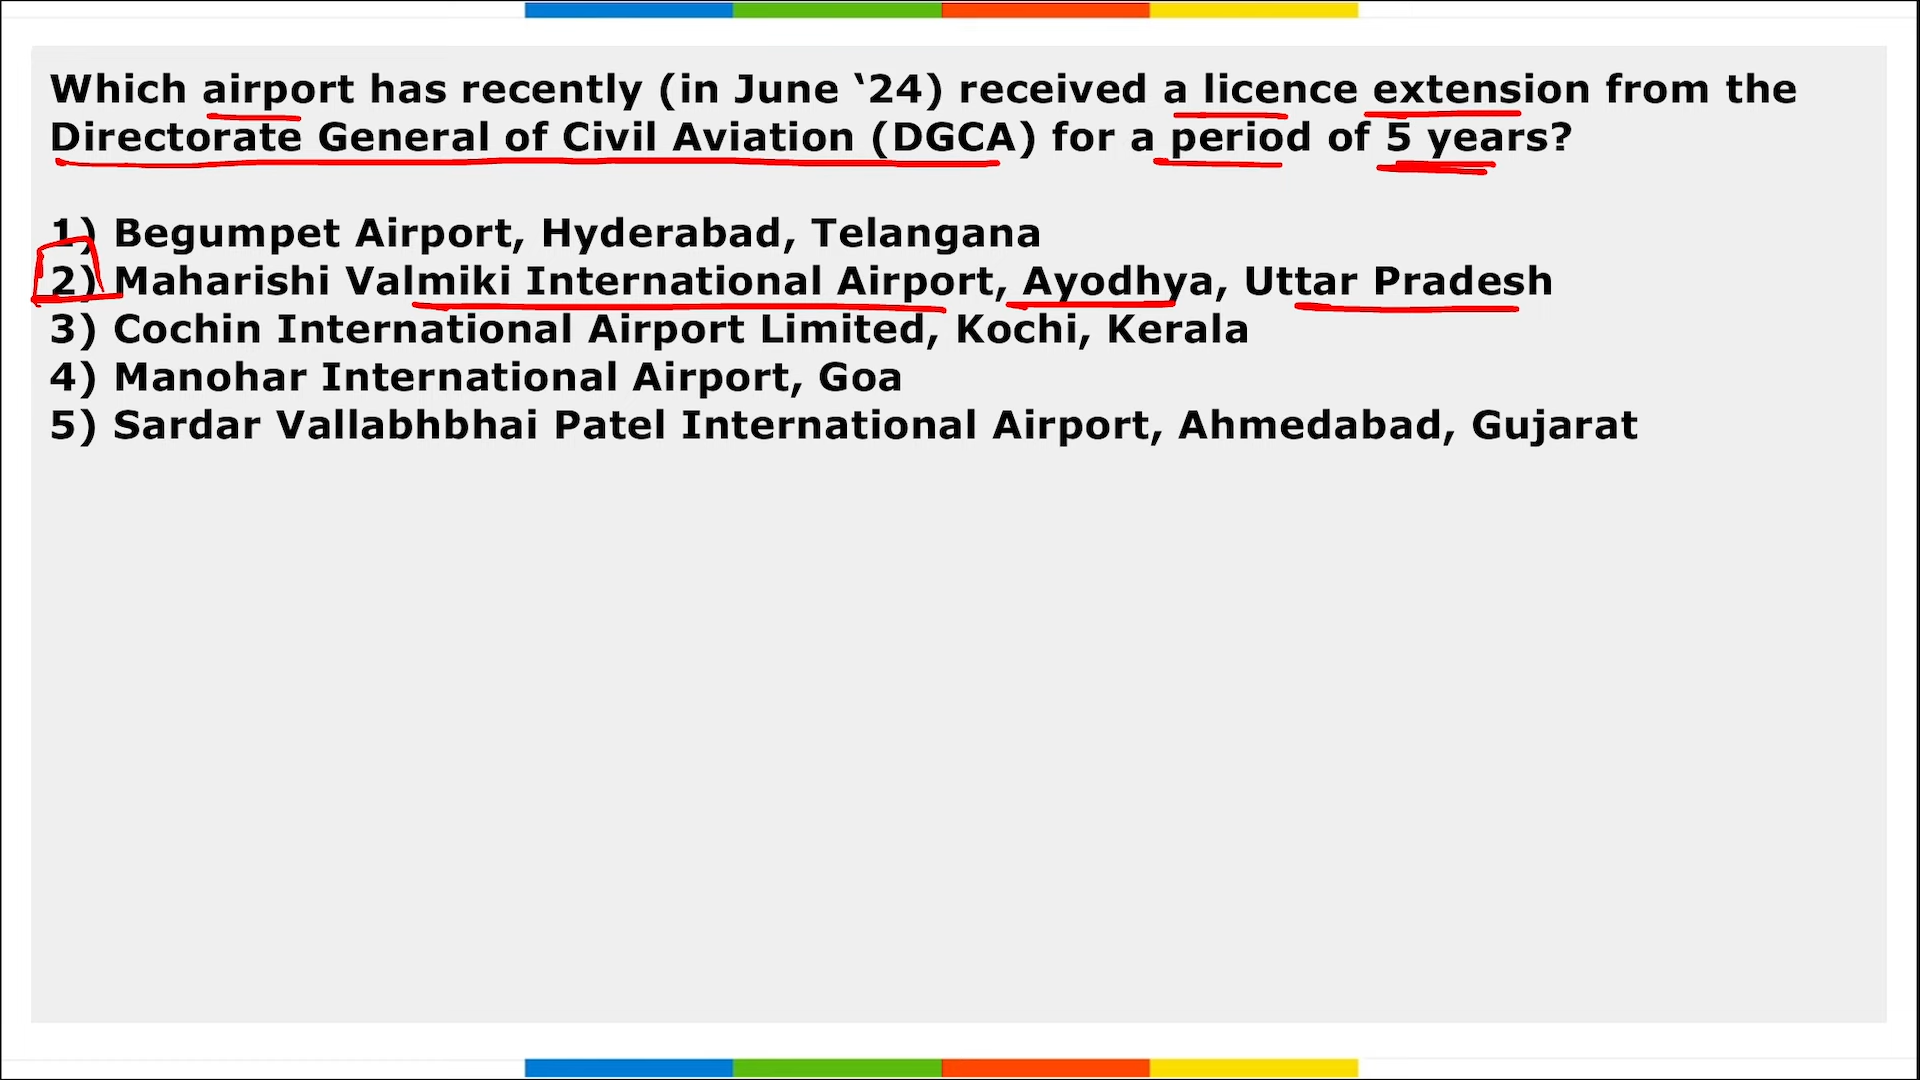 Which airport has recently (in June ‘24) received a licence extension from the
Directorate General of Civil Aviation (DGCA) for a period of 5 years?
1) Begumpet Airport, Hyderabad, Telangana
2) Maharishi Valmiki International Airport, Ayodhya, Uttar Pradesh
3) Cochin International Airport Limited, Kochi, Kerala
4) Manohar International Airport, Goa
5) Sardar Vallabhbhai Patel International Airport, Ahmedabad, Gujarat